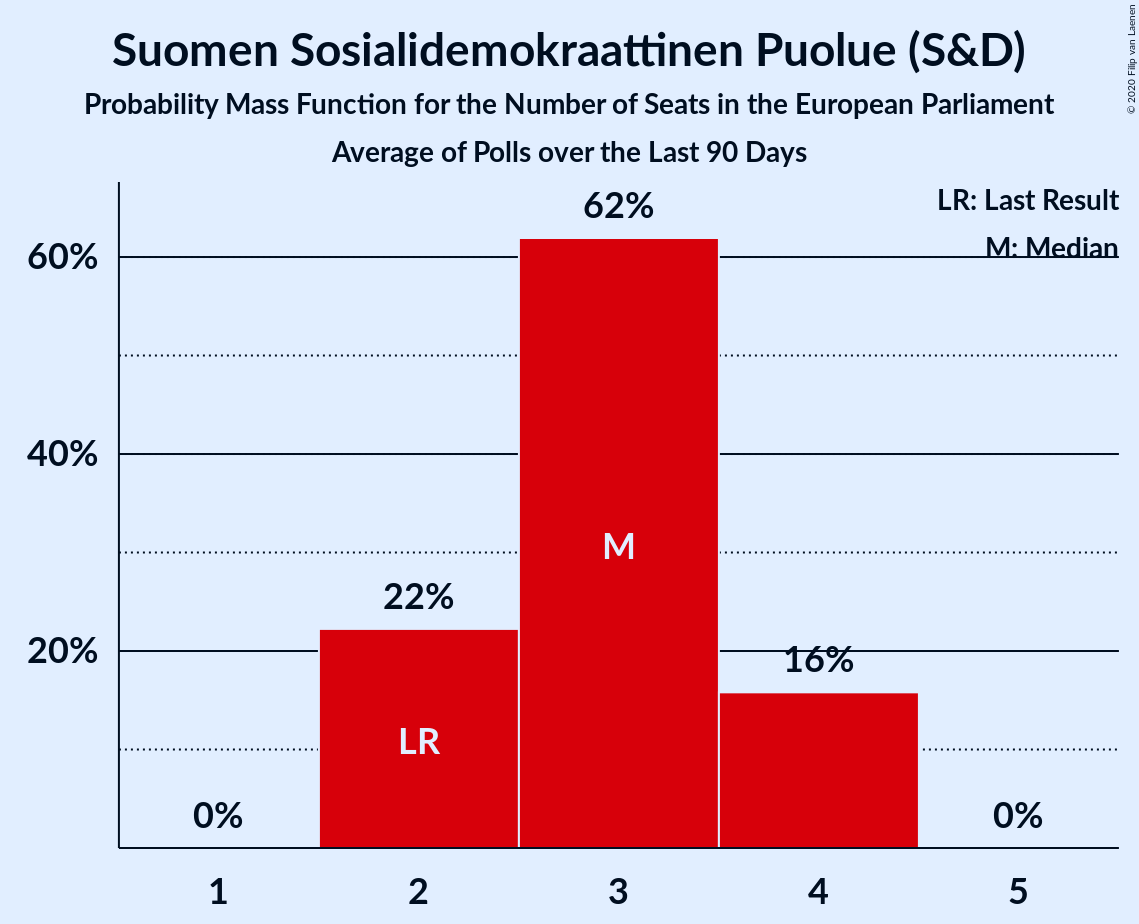 Suomen Sosialidemokraattinen Puolue (S&D)
Probability Mass Function for the Number of Seats in the European Parliament
Average of Polls over the Last 90 Days
© 2020 Filip van Laenen
LR: Last Result
M: Median
62%
60%
40%
M
22%
20%
16%
LR
0%
0%
1
2
3
4
5